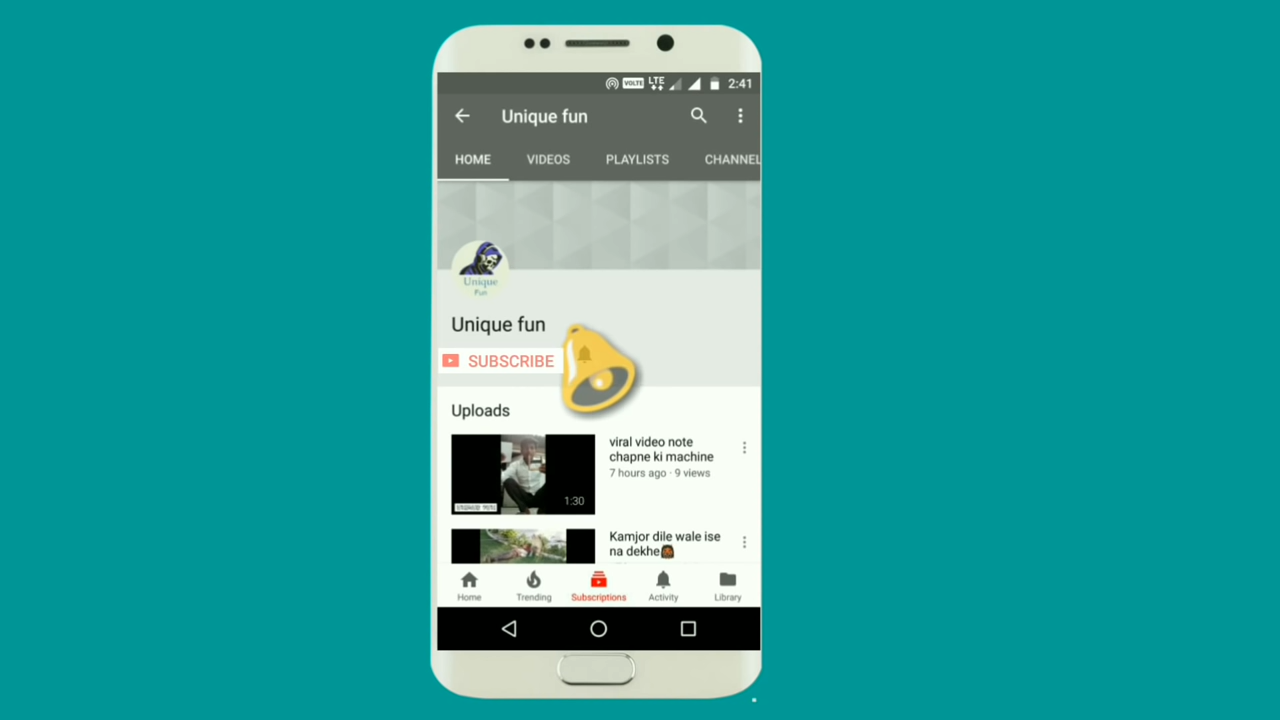 VOLTE LTE 2:41
Unique fun
HOME VIDEOS PLAYLISTS CHANNEL
Unique
Fun
Unique fun
SUBSCRIBE
Uploads
viral video note
chapne ki machine
7 hours ago · 9 views
1:30
Kamjor dile wale ise
na dekhe
Home Trending Subscriptions Activity Library